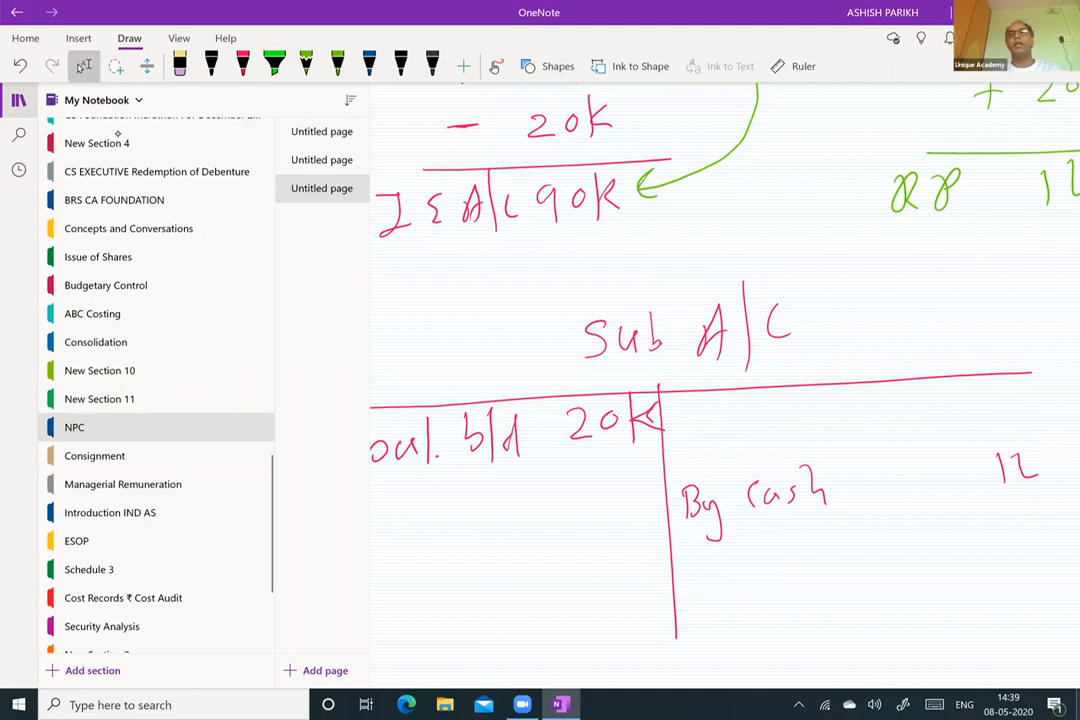 OneNote
ASHISH PARIKH
Home Insert Draw View Help
Shapes Ink to Shape Ink to Text Ruler
Unique Academy
My Notebook
New Section 4
CS EXECUTIVE Redemption of Debenture
BRS CA FOUNDATION
Concepts and Conversations
Issue of Shares
Budgetary Control
ABC Costing
Consolidation
New Section 10
New Section 11
NPC
Consignment
Managerial Remuneration
Introduction IND AS
ESOP
Schedule 3
Cost Records ₹ Cost Audit
Security Analysis
Add section
Untitled page
Untitled page
Untitled page
Add page
- 20K
I & A/C 90K
+ 20
R P 12
Sub A/C
bal. b/d 20K
By cash 12
Type here to search
ENG
14:39
08-05-2020